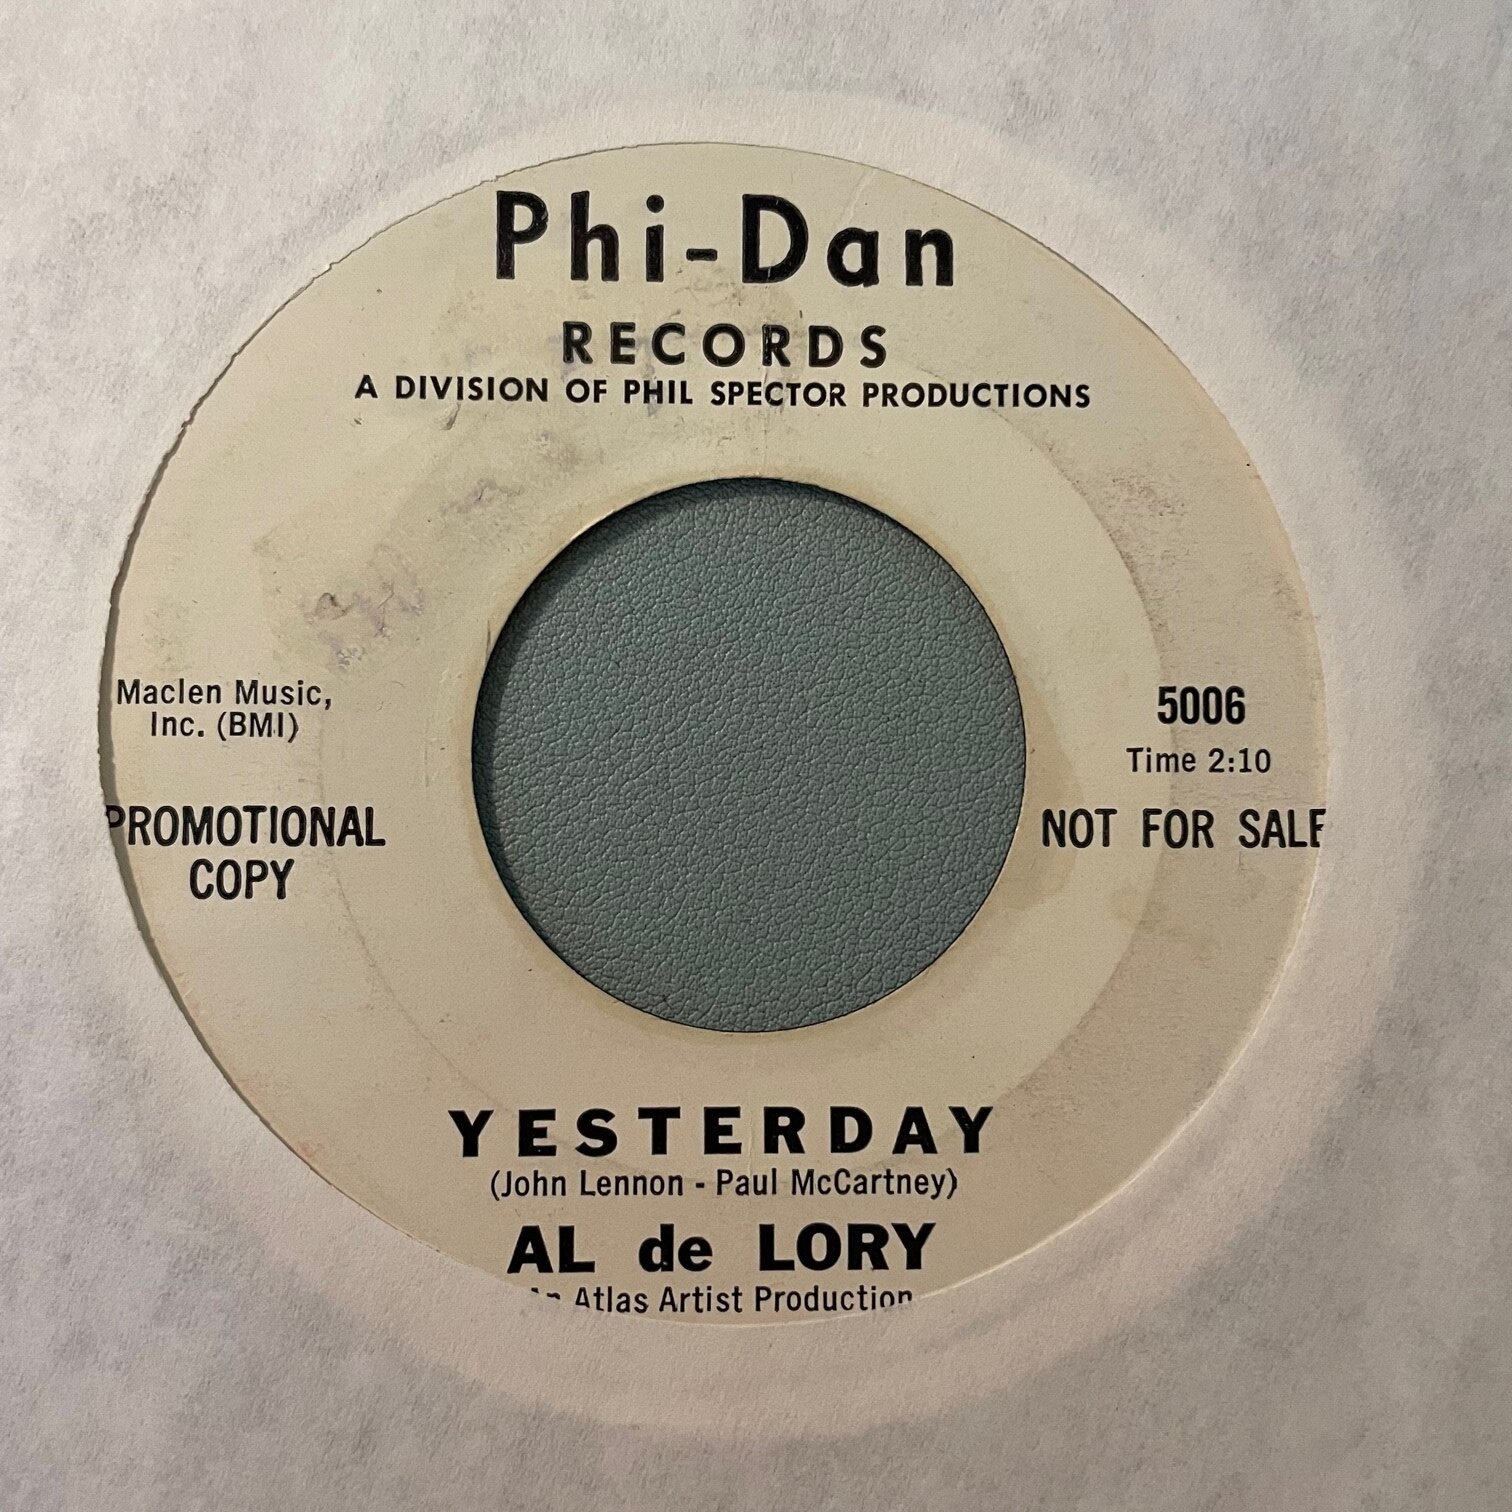 Phi-Dan
RECORDS
A DIVISION OF PHIL SPECTOR PRODUCTIONS
Maclen Music,
Inc. (BMI)
PROMOTIONAL
COPY
5006
Time 2:10
NOT FOR SALE
YESTERDAY
(John Lennon - Paul McCartney)
AL de LORY
An Atlas Artist Production